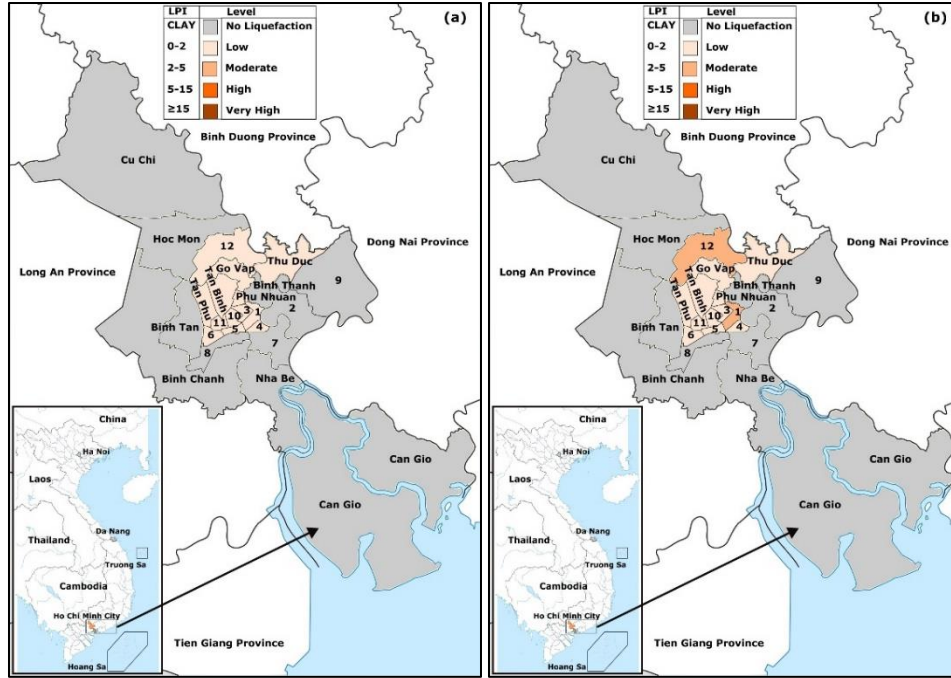 LPI Level (a)
CLAY No Liquefaction
0-2 Low
2-5 Moderate
5-15 High
≥15 Very High
Binh Duong Province
Cu Chi
Hoc Mon
12
Dong Nai Province
Long An Province
Go Vap
Thu Duc
9
Tan Binh
Tan Phu
Binh Thanh
Phu Nhuan
2
10 3 1
Binh Tan
11
6 5 4
7
8
Binh Chanh
Nha Be
China
Ha Noi
Laos
Can Gio
Can Gio
Da Nang
Thailand
Truong Sa
Cambodia
Ho Chi Minh City
Tien Giang Province
Hoang Sa
LPI Level (b)
CLAY No Liquefaction
0-2 Low
2-5 Moderate
5-15 High
≥15 Very High
Binh Duong Province
Cu Chi
Hoc Mon
12
Dong Nai Province
Long An Province
Go Vap
Thu Duc
9
Tan Binh
Tan Phu
Binh Thanh
Phu Nhuan
2
10 3 1
Binh Tan
11
6 5 4
7
8
Binh Chanh
Nha Be
China
Ha Noi
Laos
Can Gio
Can Gio
Da Nang
Thailand
Truong Sa
Cambodia
Ho Chi Minh City
Tien Giang Province
Hoang Sa